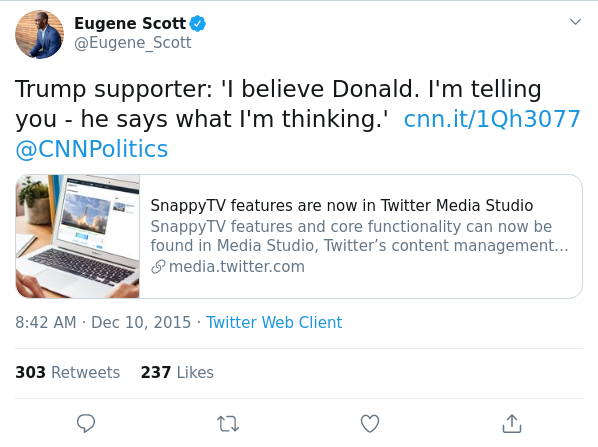 Eugene Scott
@Eugene_Scott
Trump supporter: 'I believe Donald. I'm telling
you - he says what I'm thinking.' cnn.it/1Qh3077
@CNNPolitics
SnappyTV features are now in Twitter Media Studio
SnappyTV features and core functionality can now be
found in Media Studio, Twitter’s content management…
media.twitter.com
8:42 AM · Dec 10, 2015 · Twitter Web Client
303 Retweets 237 Likes